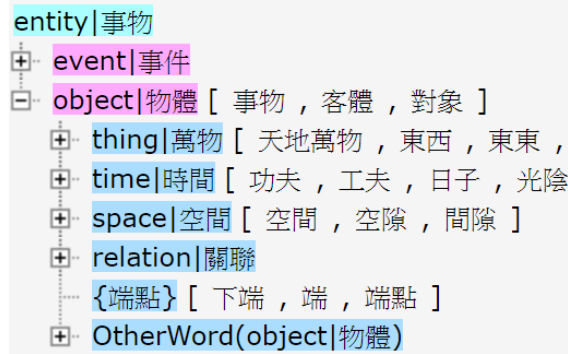 entity|事物
event|事件
object|物體 [ 事物 , 客體 , 對象 ]
thing|萬物 [ 天地萬物 , 東西 , 東東 ,
time|時間 [ 功夫 , 工夫 , 日子 , 光陰
space|空間 [ 空間 , 空隙 , 間隙 ]
relation|關聯
{端點} [ 下端 , 端 , 端點 ]
OtherWord(object|物體)